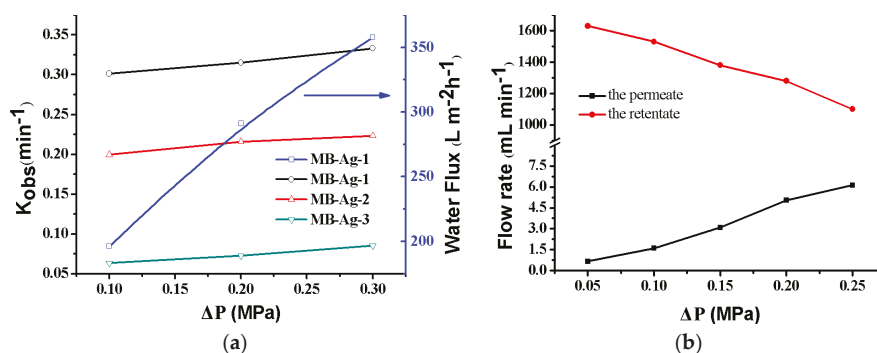 0.35
0.30
0.25
0.20
0.15
0.10
0.05
Kobs(min-1)
0.10 0.15 0.20 0.25 0.30
ΔP (MPa)
350
300
250
200
Water Flux (L m-2h-1)
MB-Ag-1
MB-Ag-1
MB-Ag-2
MB-Ag-3
(a)
1600
1400
1200
1000
7.5
6.0
4.5
3.0
1.5
0.0
Flow rate (mL min-1)
the permeate
the retentate
0.05 0.10 0.15 0.20 0.25
ΔP (MPa)
(b)